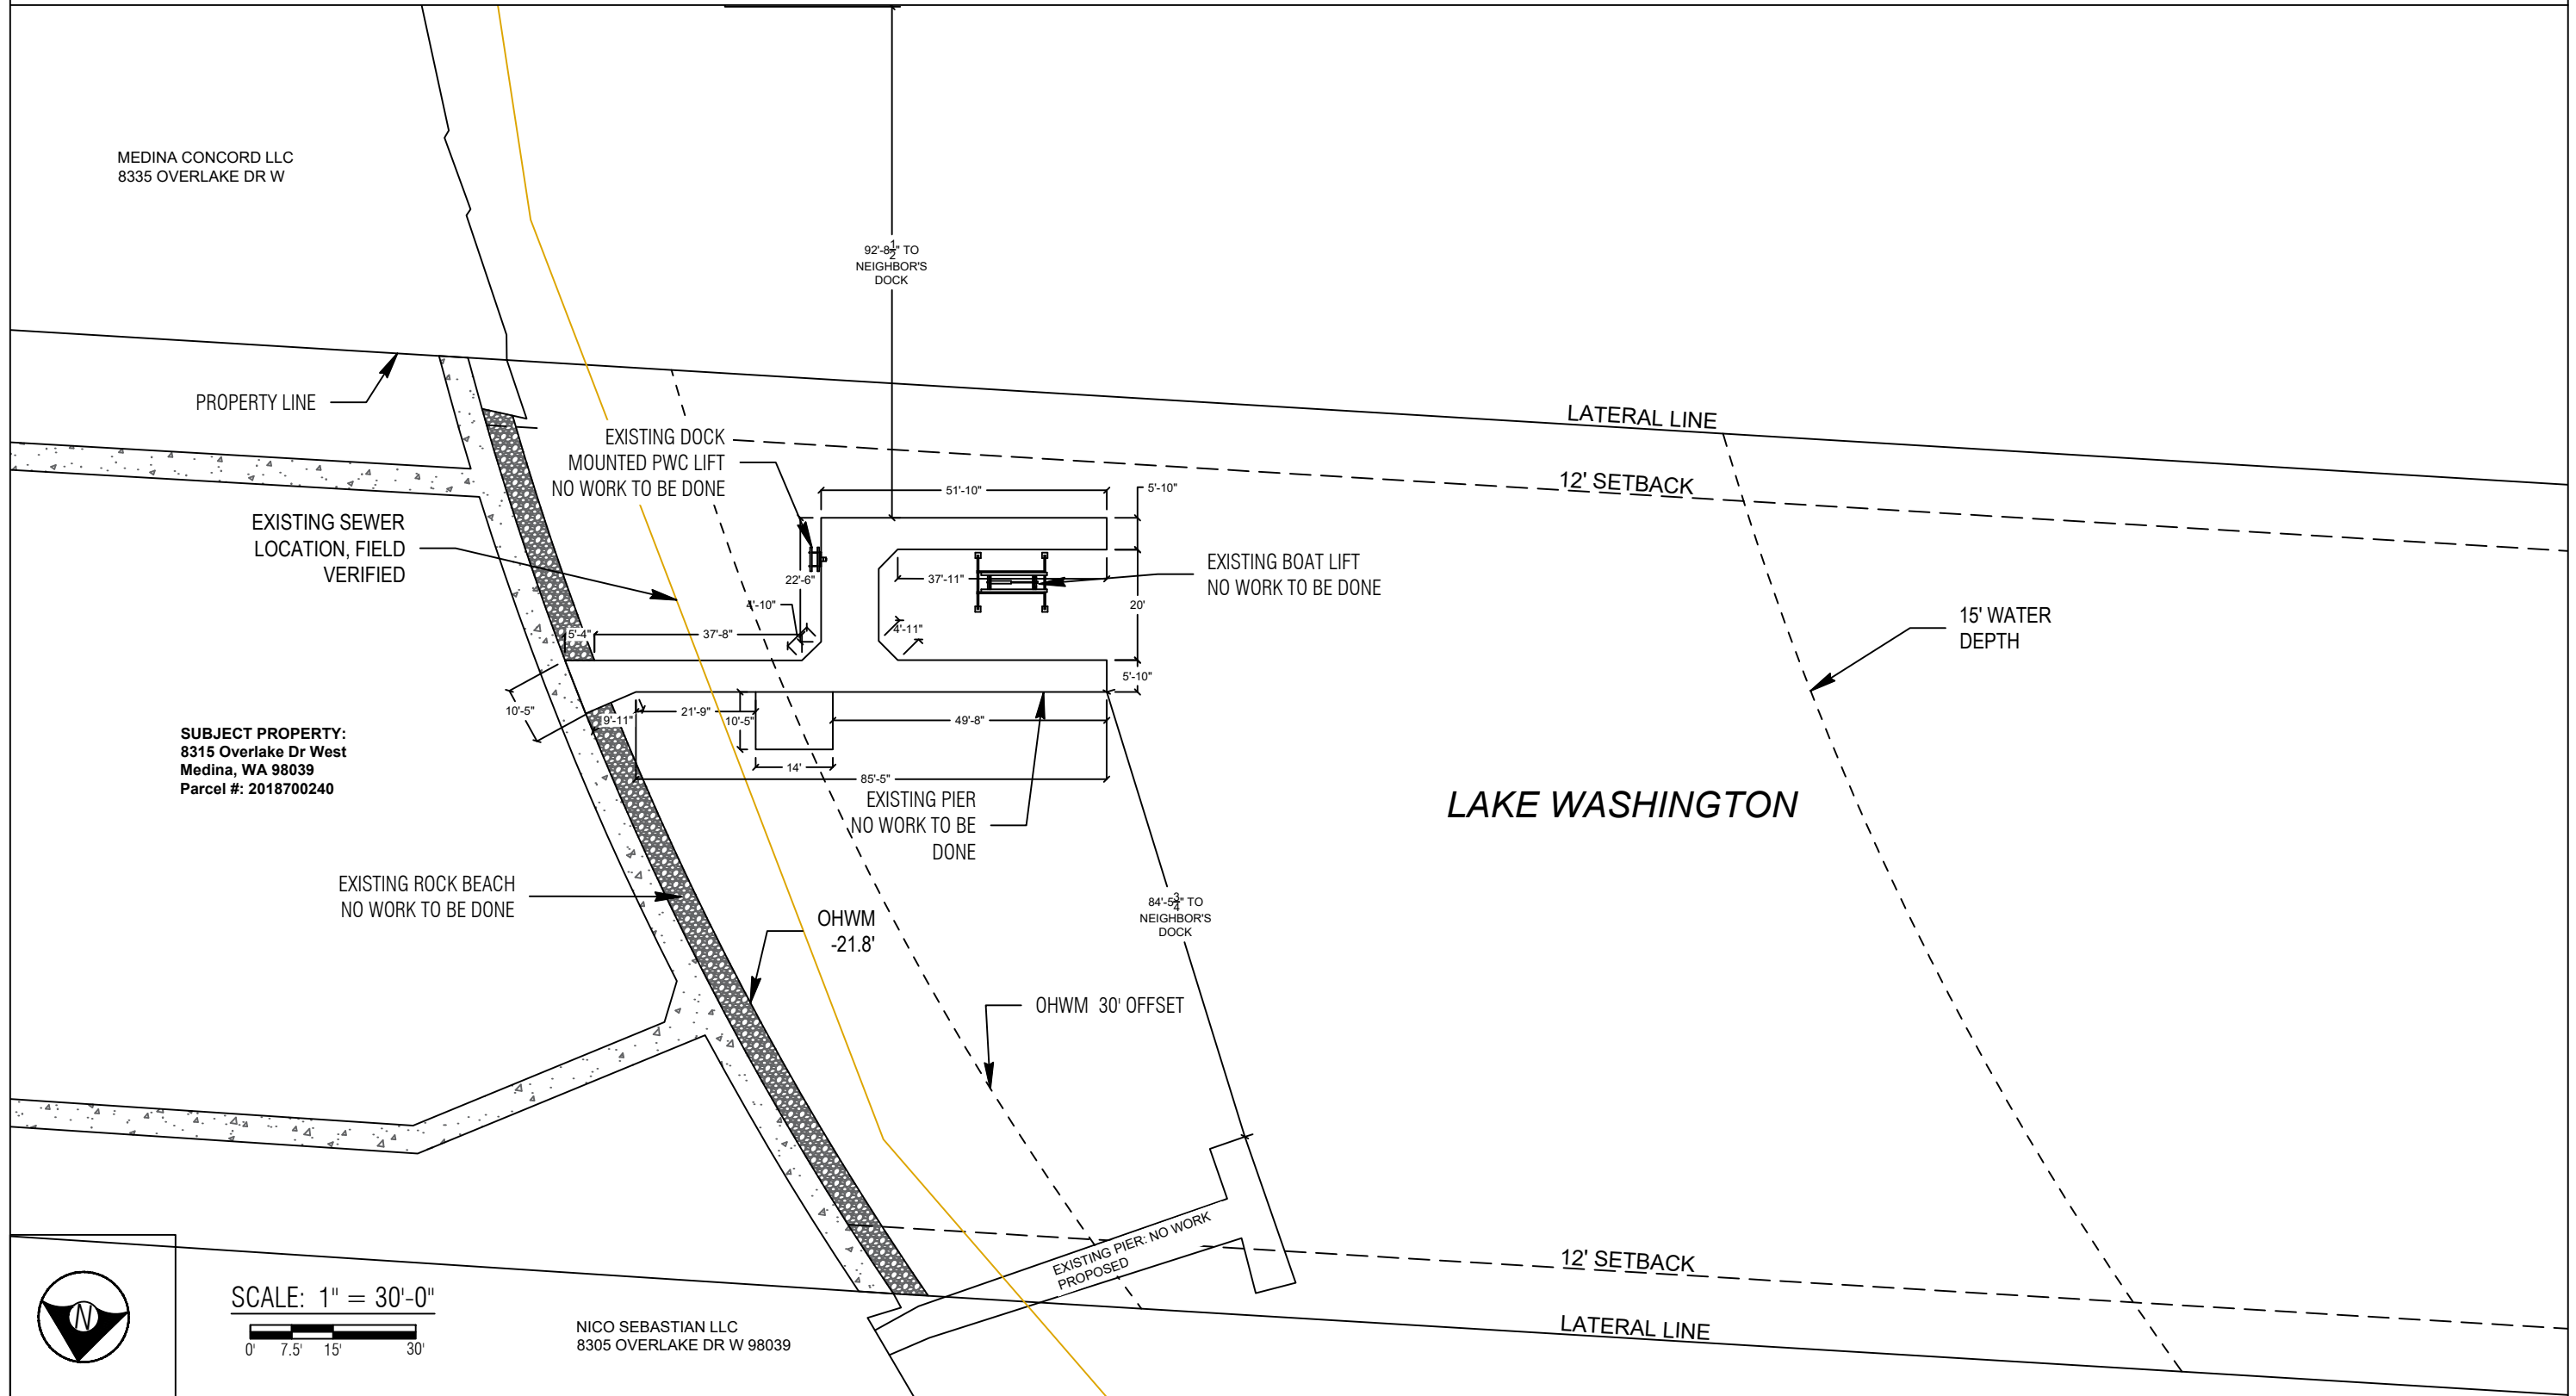 MEDINA CONCORD LLC
8335 OVERLAKE DR W
92'-8 1/2" TO
NEIGHBOR'S
DOCK
PROPERTY LINE
LATERAL LINE
12' SETBACK
EXISTING DOCK
MOUNTED PWC LIFT
NO WORK TO BE DONE
EXISTING SEWER
LOCATION, FIELD
VERIFIED
51'-10"
5'-10"
22'-6"
37'-11"
EXISTING BOAT LIFT
NO WORK TO BE DONE
20'
4'-10"
4'-11"
5'-4"
37'-8"
15' WATER
DEPTH
5'-10"
10'-5"
19'-11"
21'-9"
10'-5"
49'-8"
14'
85'-5"
SUBJECT PROPERTY:
8315 Overlake Dr West
Medina, WA 98039
Parcel #: 2018700240
EXISTING PIER
NO WORK TO BE
DONE
LAKE WASHINGTON
EXISTING ROCK BEACH
NO WORK TO BE DONE
OHWM
-21.8'
84'-5 3/4" TO
NEIGHBOR'S
DOCK
OHWM 30' OFFSET
EXISTING PIER: NO WORK
PROPOSED
12' SETBACK
LATERAL LINE
N
SCALE: 1" = 30'-0"
0' 7.5' 15' 30'
NICO SEBASTIAN LLC
8305 OVERLAKE DR W 98039